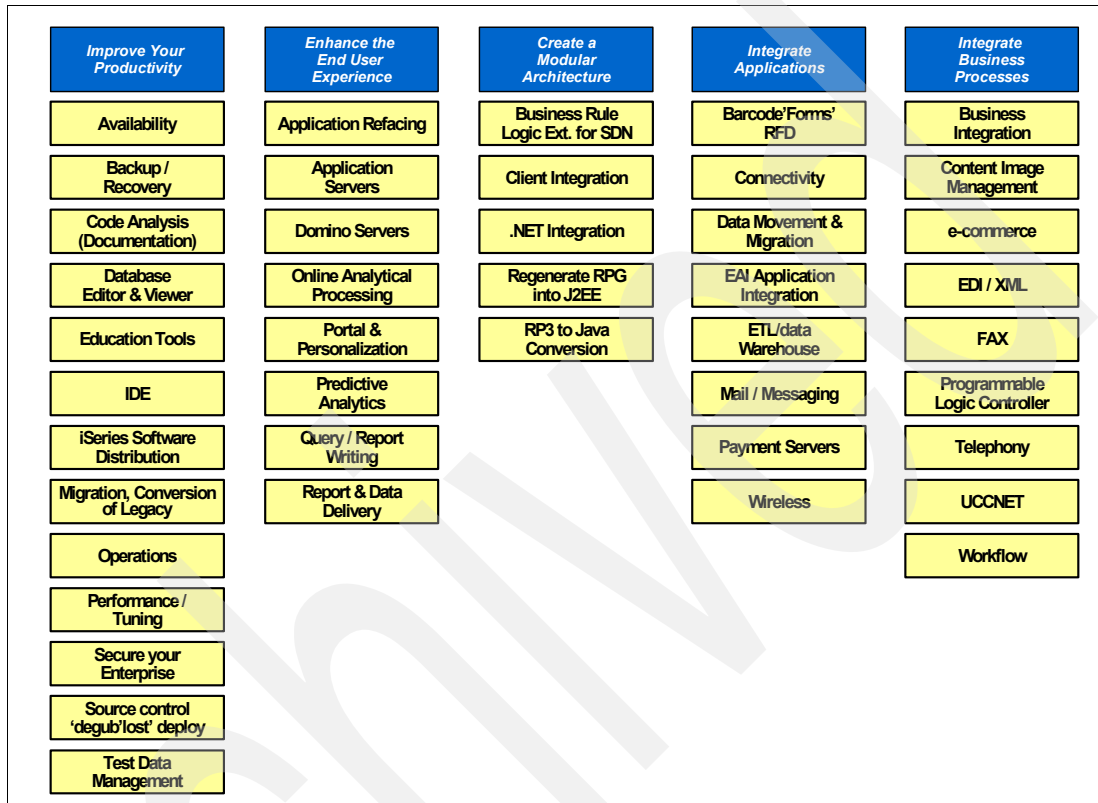 Improve Your
Productivity
Availability
Backup /
Recovery
Code Analysis
(Documentation)
Database
Editor & Viewer
Education Tools
IDE
iSeries Software
Distribution
Migration, Conversion
of Legacy
Operations
Performance /
Tuning
Secure your
Enterprise
Source control
‘degub’lost’ deploy
Test Data
Management
Enhance the
End User
Experience
Application Refacing
Application
Servers
Domino Servers
Online Analytical
Processing
Portal &
Personalization
Predictive
Analytics
Query / Report
Writing
Report & Data
Delivery
Create a
Modular
Architecture
Business Rule
Logic Ext. for SDN
Client Integration
.NET Integration
Regenerate RPG
into J2EE
RP3 to Java
Conversion
Integrate
Applications
Barcode’Forms’
RFD
Connectivity
Data Movement &
Migration
EAI Application
Integration
ETL/data
Warehouse
Mail / Messaging
Payment Servers
Wireless
Integrate
Business
Processes
Business
Integration
Content Image
Management
e-commerce
EDI / XML
FAX
Programmable
Logic Controller
Telephony
UCCNET
Workflow